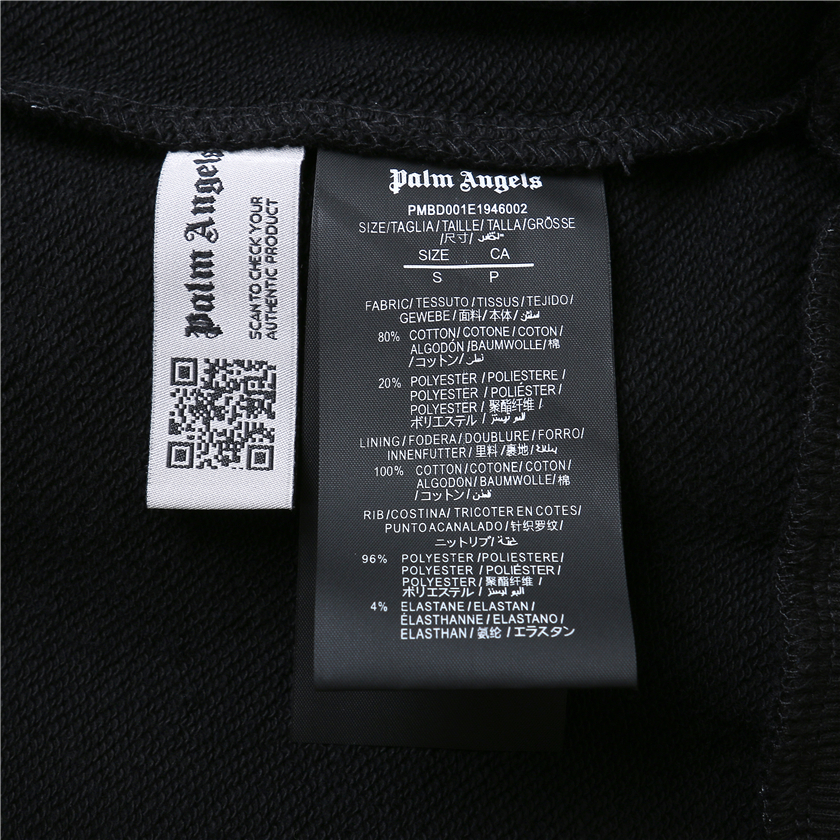 Palm Angels
SCAN TO CHECK YOUR
AUTHENTIC PRODUCT
Palm Angels
PMBD001E1946002
SIZE/TAGLIA/TAILLE/TALLA/GRÖSSE
/尺寸/
SIZE CA
S P
FABRIC/TESSUTO/TISSUS/TEJIDO/
GEWEBE/面料/本体/
80% COTTON/COTONE/COTON/
ALGODÓN/BAUMWOLLE/棉
/コットン/
20% POLYESTER/POLIESTERE/
POLYESTER/POLIÉSTER/
POLYESTER/聚酯纤维/
ポリエステル/
LINING/FODERA/DOUBLURE/FORRO/
INNENFUTTER/里料/裏地/
100% COTTON/COTONE/COTON/
ALGODÓN/BAUMWOLLE/棉
/コットン/
RIB/COSTINA/TRICOTER EN COTES/
PUNTO ACANALADO/针织罗纹/
ニットリブ/
96% POLYESTER/POLIESTERE/
POLYESTER/POLIÉSTER/
POLYESTER/聚酯纤维/
ポリエステル/
4% ELASTANE/ELASTAN/
ÉLASTHANNE/ELASTANO/
ELASTHAN/氨纶/エラスタン